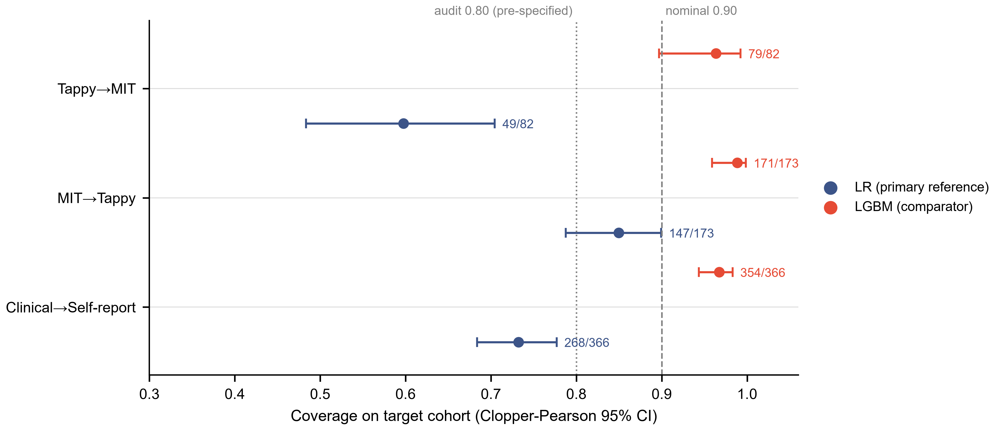 audit 0.80 (pre-specified)
nominal 0.90
79/82
Tappy→MIT
49/82
171/173
LR (primary reference)
MIT→Tappy
LGBM (comparator)
147/173
354/366
Clinical→Self-report
268/366
0.3 0.4 0.5 0.6 0.7 0.8 0.9 1.0
Coverage on target cohort (Clopper-Pearson 95% CI)